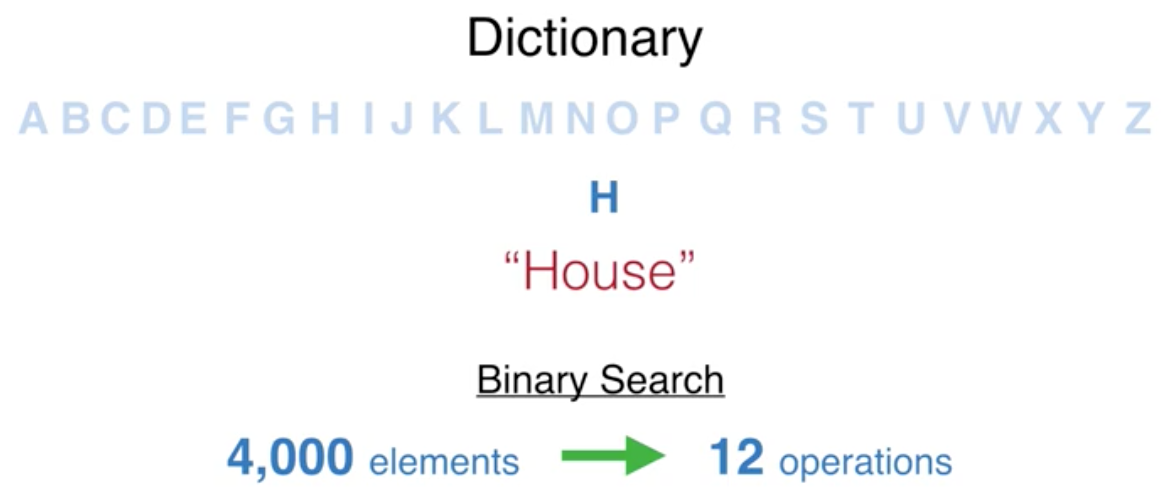 Dictionary
A B C D E F G H I J K L M N O P Q R S T U V W X Y Z
H
“House”
Binary Search
4,000 elements 12 operations